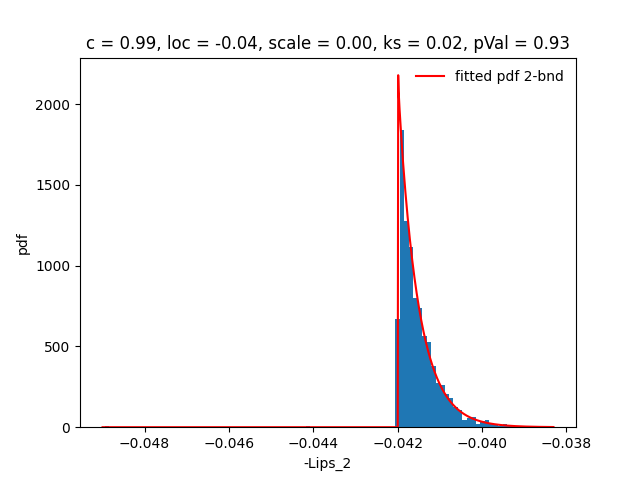 c = 0.99, loc = -0.04, scale = 0.00, ks = 0.02, pVal = 0.93
fitted pdf 2-bnd
2000
1500
1000
500
0
pdf
−0.048 −0.046 −0.044 −0.042 −0.040 −0.038
-Lips_2